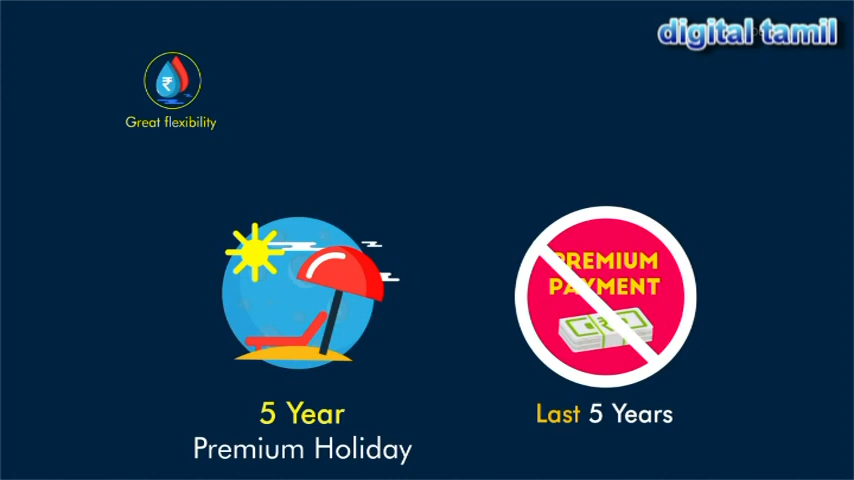 digital tamil
₹
Great flexibility
PREMIUM
PAYMENT
5 Year
Premium Holiday
Last 5 Years